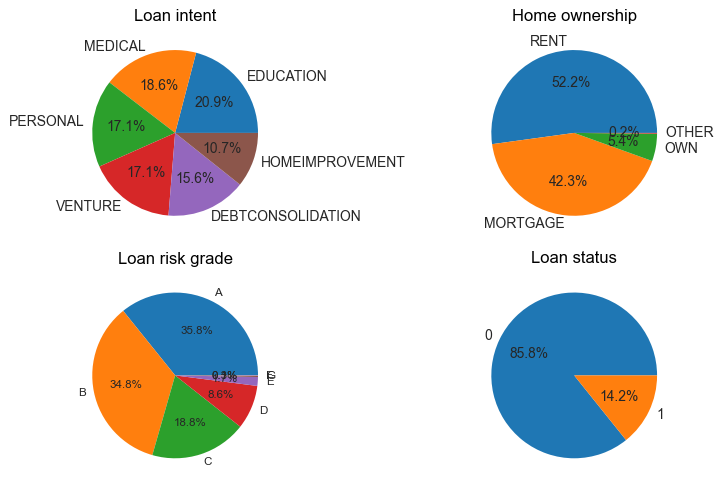 Loan intent
MEDICAL
EDUCATION
18.6%
20.9%
PERSONAL
17.1%
10.7%
HOMEIMPROVEMENT
17.1%
15.6%
VENTURE
DEBTCONSOLIDATION
Home ownership
RENT
52.2%
0.2%
OTHER
5.4%
OWN
42.3%
MORTGAGE
Loan risk grade
A
35.8%
34.8%
B
E
8.6%
D
18.8%
C
Loan status
0
85.8%
14.2%
1